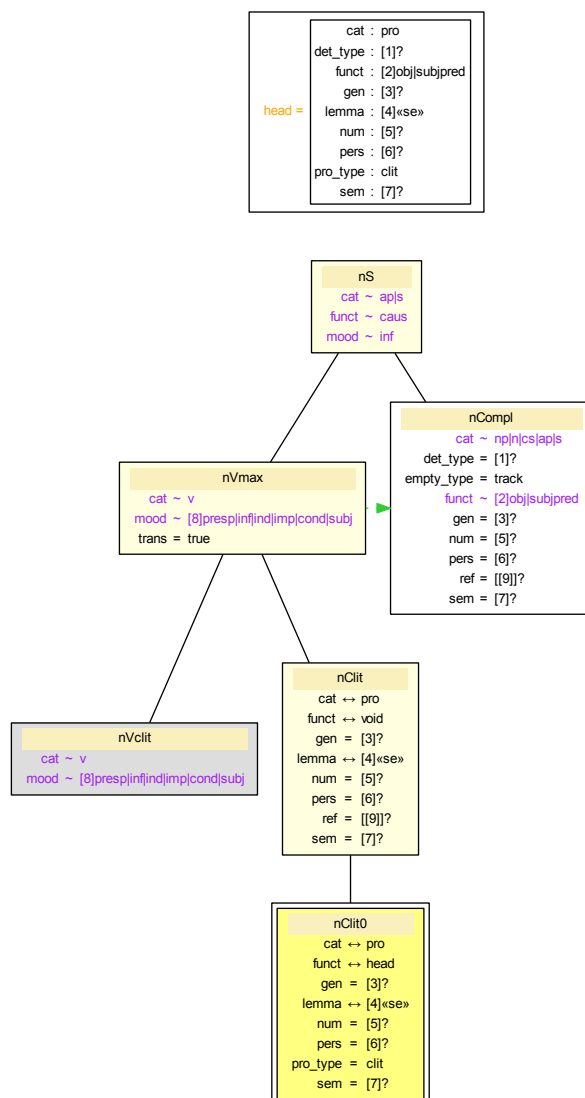 cat : pro
det_type : [1]?
funct : [2]obj|subjpred
gen : [3]?
head = lemma : [4]«se»
num : [5]?
pers : [6]?
pro_type : clit
sem : [7]?
nS
cat ~ ap|s
funct ~ caus
mood ~ inf
nCompl
cat ~ np|n|cs|ap|s
det_type = [1]?
empty_type = track
funct ~ [2]obj|subjpred
gen = [3]?
num = [5]?
pers = [6]?
ref = [[9]]?
sem = [7]?
nVmax
cat ~ v
mood ~ [8]presp|inf|ind|imp|cond|subj
trans = true
nClit
cat ↔ pro
funct ↔ void
gen = [3]?
lemma ↔ [4]«se»
num = [5]?
pers = [6]?
ref = [[9]]?
sem = [7]?
nVclit
cat ~ v
mood ~ [8]presp|inf|ind|imp|cond|subj
nClit0
cat ↔ pro
funct ↔ head
gen = [3]?
lemma ↔ [4]«se»
num = [5]?
pers = [6]?
pro_type = clit
sem = [7]?